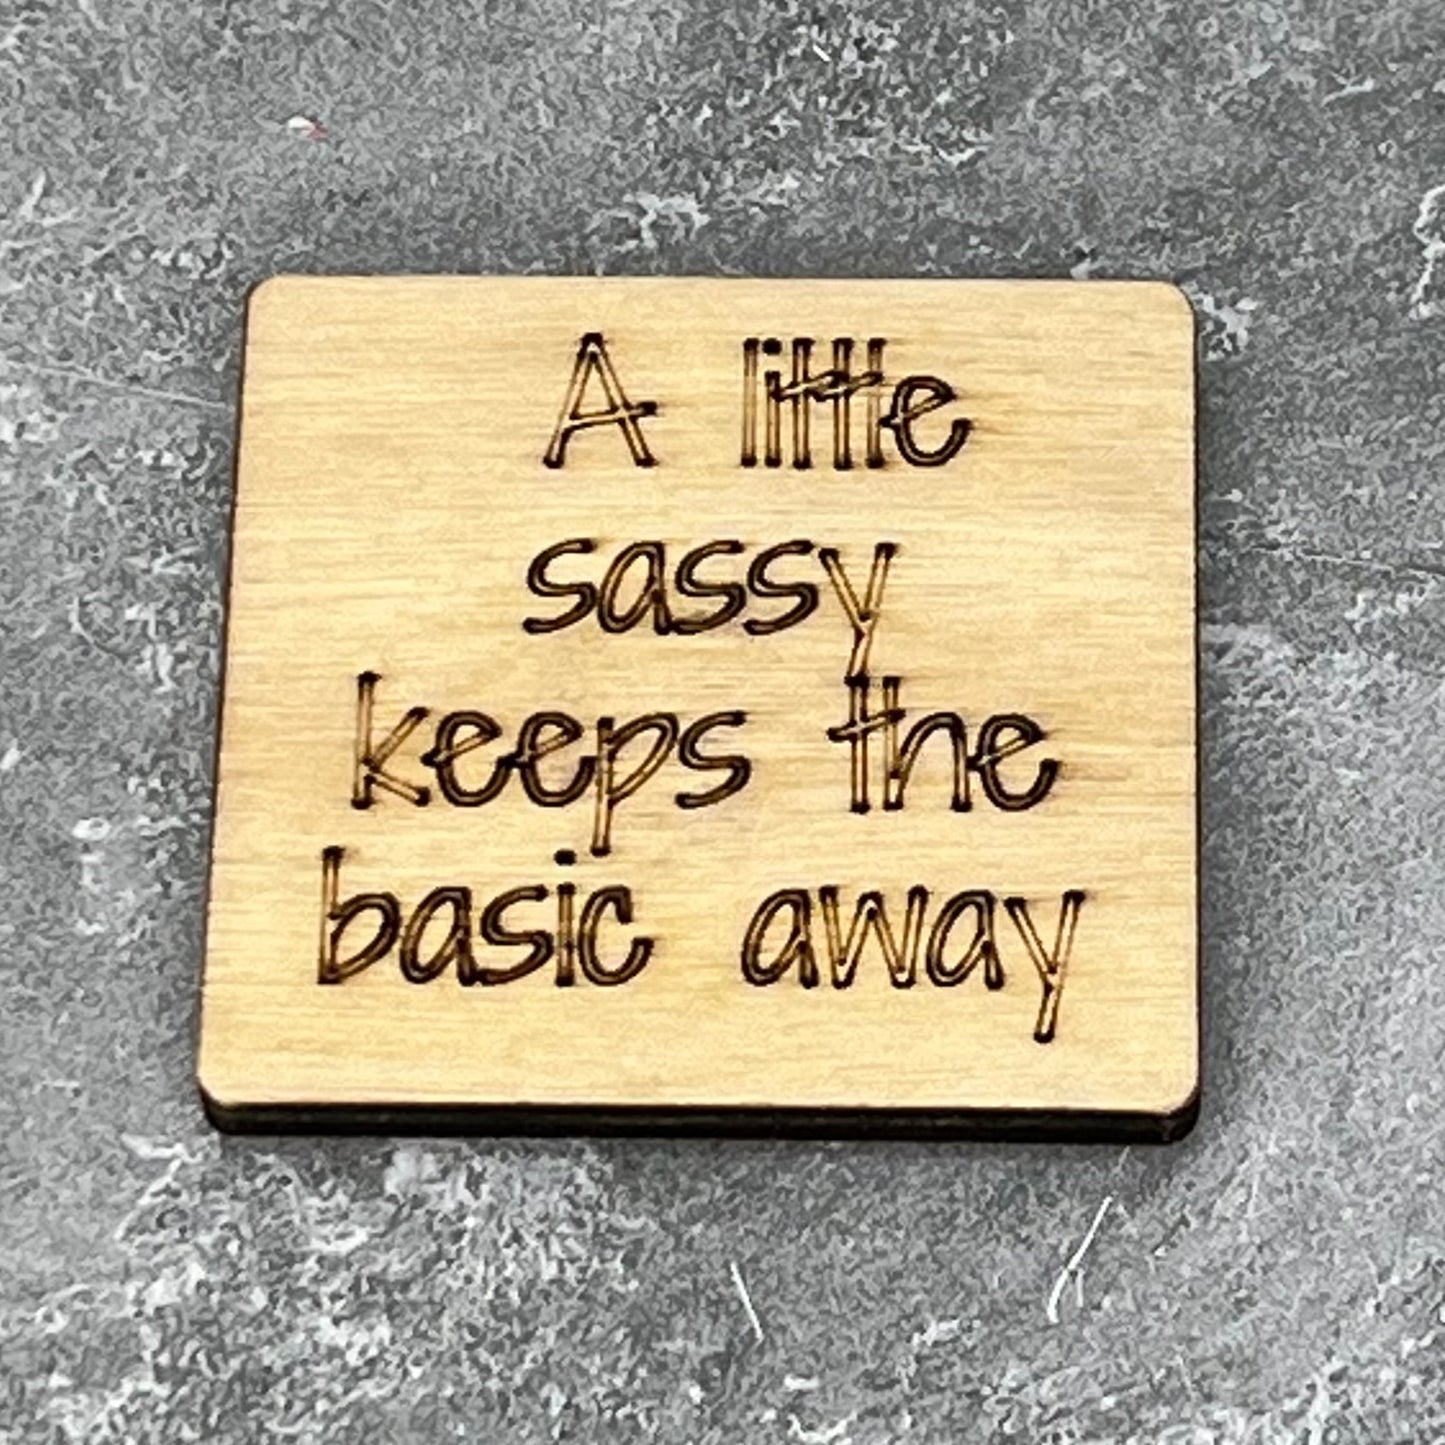 A little
sassy
keeps the
basic away